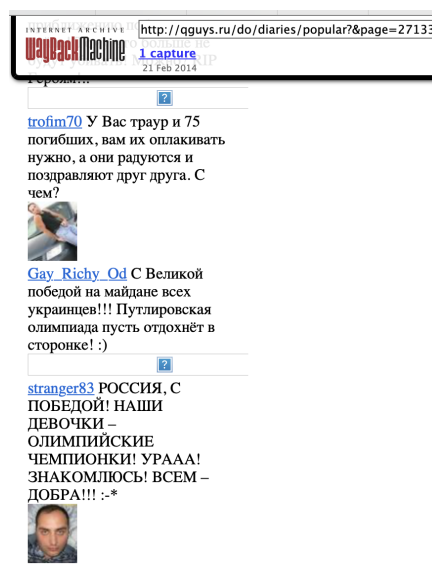 INTERNET ARCHIVE
WayBackMachine
http://qguys.ru/do/diaries/popular?&page=27133
1 capture
21 Feb 2014
Героям!!!
trofim70 У Вас траур и 75
погибших, вам их оплакивать
нужно, а они радуются и
поздравляют друг друга. С
чем?
Gay_Richy_Od С Великой
победой на майдане всех
украинцев!!! Путлировская
олимпиада пусть отдохнёт в
сторонке! :)
stranger83 РОССИЯ, С
ПОБЕДОЙ! НАШИ
ДЕВОЧКИ –
ОЛИМПИЙСКИЕ
ЧЕМПИОНКИ! УРААА!
ЗНАКОМЛЮСЬ! ВСЕМ –
ДОБРА!!! :-*